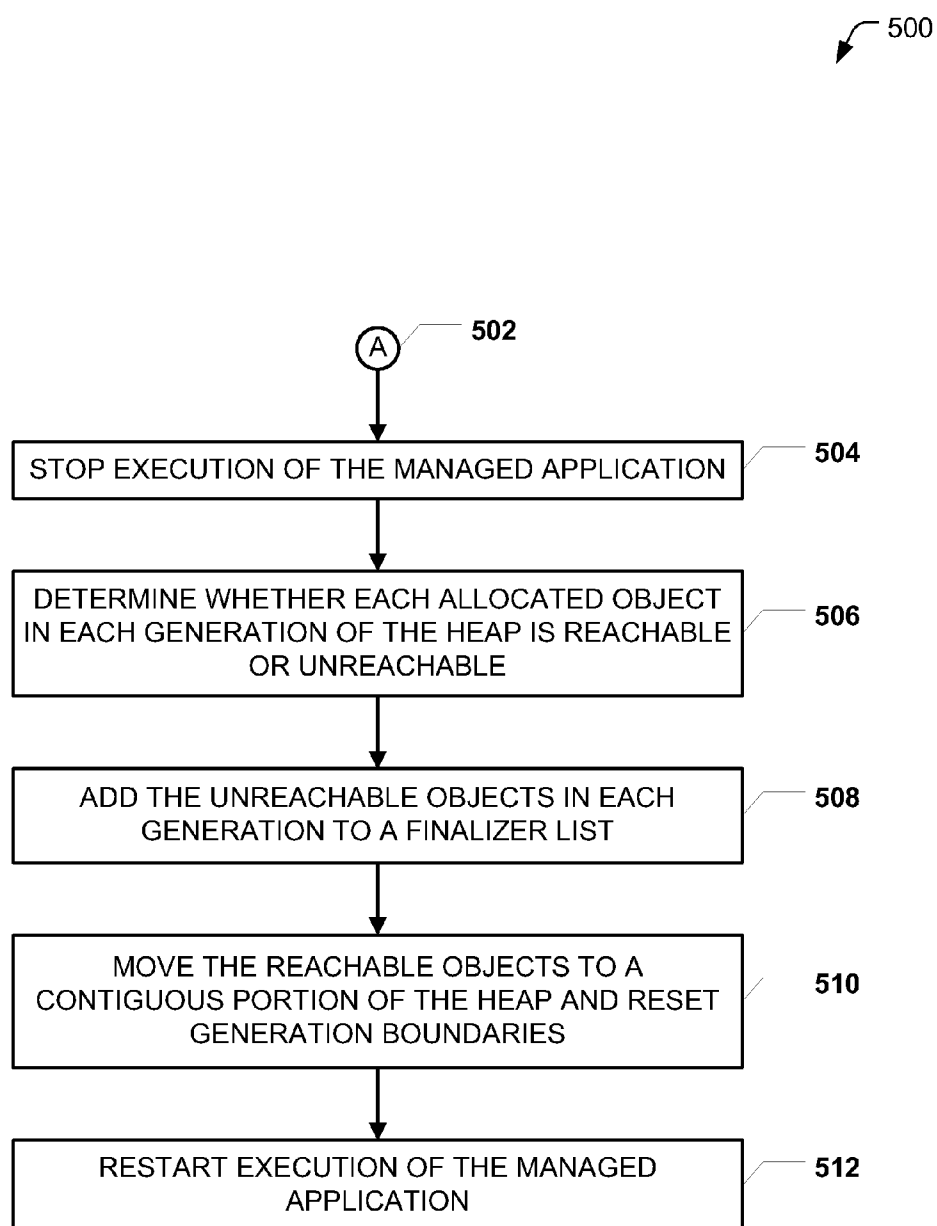 500
A
502
STOP EXECUTION OF THE MANAGED APPLICATION
504
DETERMINE WHETHER EACH ALLOCATED OBJECT
IN EACH GENERATION OF THE HEAP IS REACHABLE
OR UNREACHABLE
506
ADD THE UNREACHABLE OBJECTS IN EACH
GENERATION TO A FINALIZER LIST
508
MOVE THE REACHABLE OBJECTS TO A
CONTIGUOUS PORTION OF THE HEAP AND RESET
GENERATION BOUNDARIES
510
RESTART EXECUTION OF THE MANAGED
APPLICATION
512